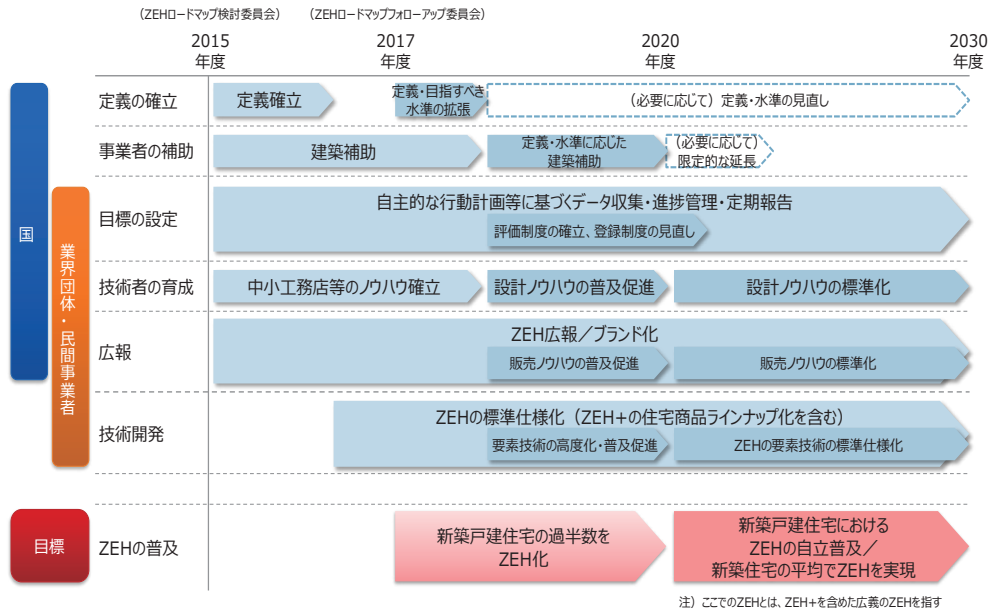 （ZEHロードマップ検討委員会）
（ZEHロードマップフォローアップ委員会）
2015
年度
2017
年度
2020
年度
2030
年度
国
業界団体・民間事業者
定義の確立
定義確立
定義・目指すべき
水準の拡張
（必要に応じて）定義・水準の見直し
事業者の補助
建築補助
定義・水準に応じた
建築補助
（必要に応じて）
限定的な延長
目標の設定
自主的な行動計画等に基づくデータ収集・進捗管理・定期報告
評価制度の確立、登録制度の見直し
技術者の育成
中小工務店等のノウハウ確立
設計ノウハウの普及促進
設計ノウハウの標準化
広報
ZEH広報／ブランド化
販売ノウハウの普及促進
販売ノウハウの標準化
技術開発
ZEHの標準仕様化（ZEH+の住宅商品ラインナップ化を含む）
要素技術の高度化・普及促進
ZEHの要素技術の標準仕様化
目標
ZEHの普及
新築戸建住宅の過半数を
ZEH化
新築戸建住宅における
ZEHの自立普及／
新築住宅の平均でZEHを実現
注）ここでのZEHとは、ZEH+を含めた広義のZEHを指す